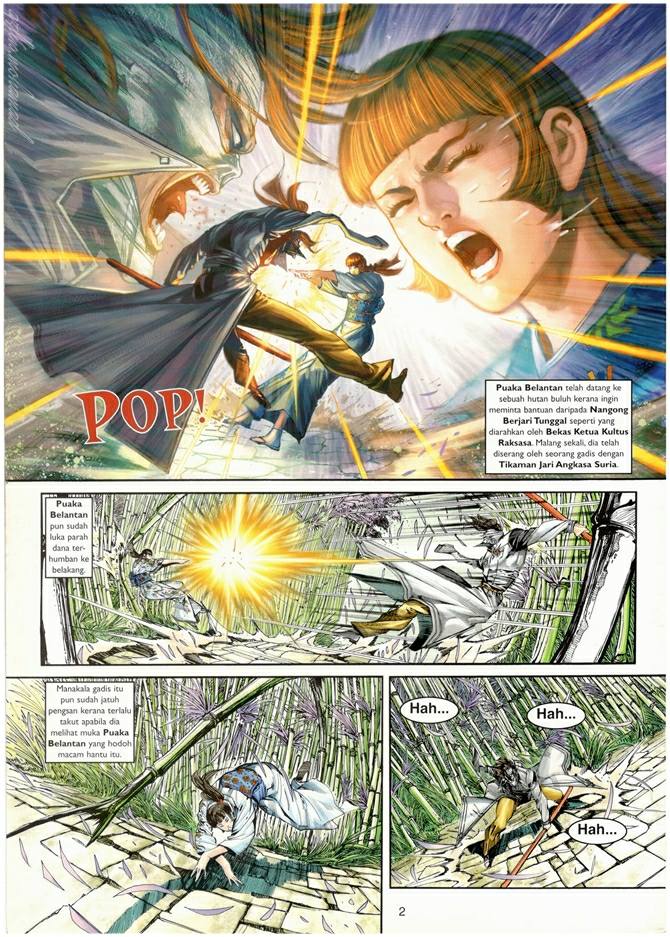 POP!
Puaka Belantan telah datang ke
sebuah hutan buluh kerana ingin
meminta bantuan daripada Nangong
Berjari Tunggal seperti yang
diarahkan oleh Bekas Ketua Kultus
Raksasa. Malang sekali, dia telah
diserang oleh seorang gadis dengan
Tikaman Jari Angkasa Suria.
Puaka
Belantan
pun sudah
luka parah
dana ter-
humban ke
belakang.
Manakala gadis itu
pun sudah jatuh
pengsan kerana terlalu
takut apabila dia
melihat muka Puaka
Belantan yang hodoh
macam hantu itu.
Hah...
Hah...
Hah...
2